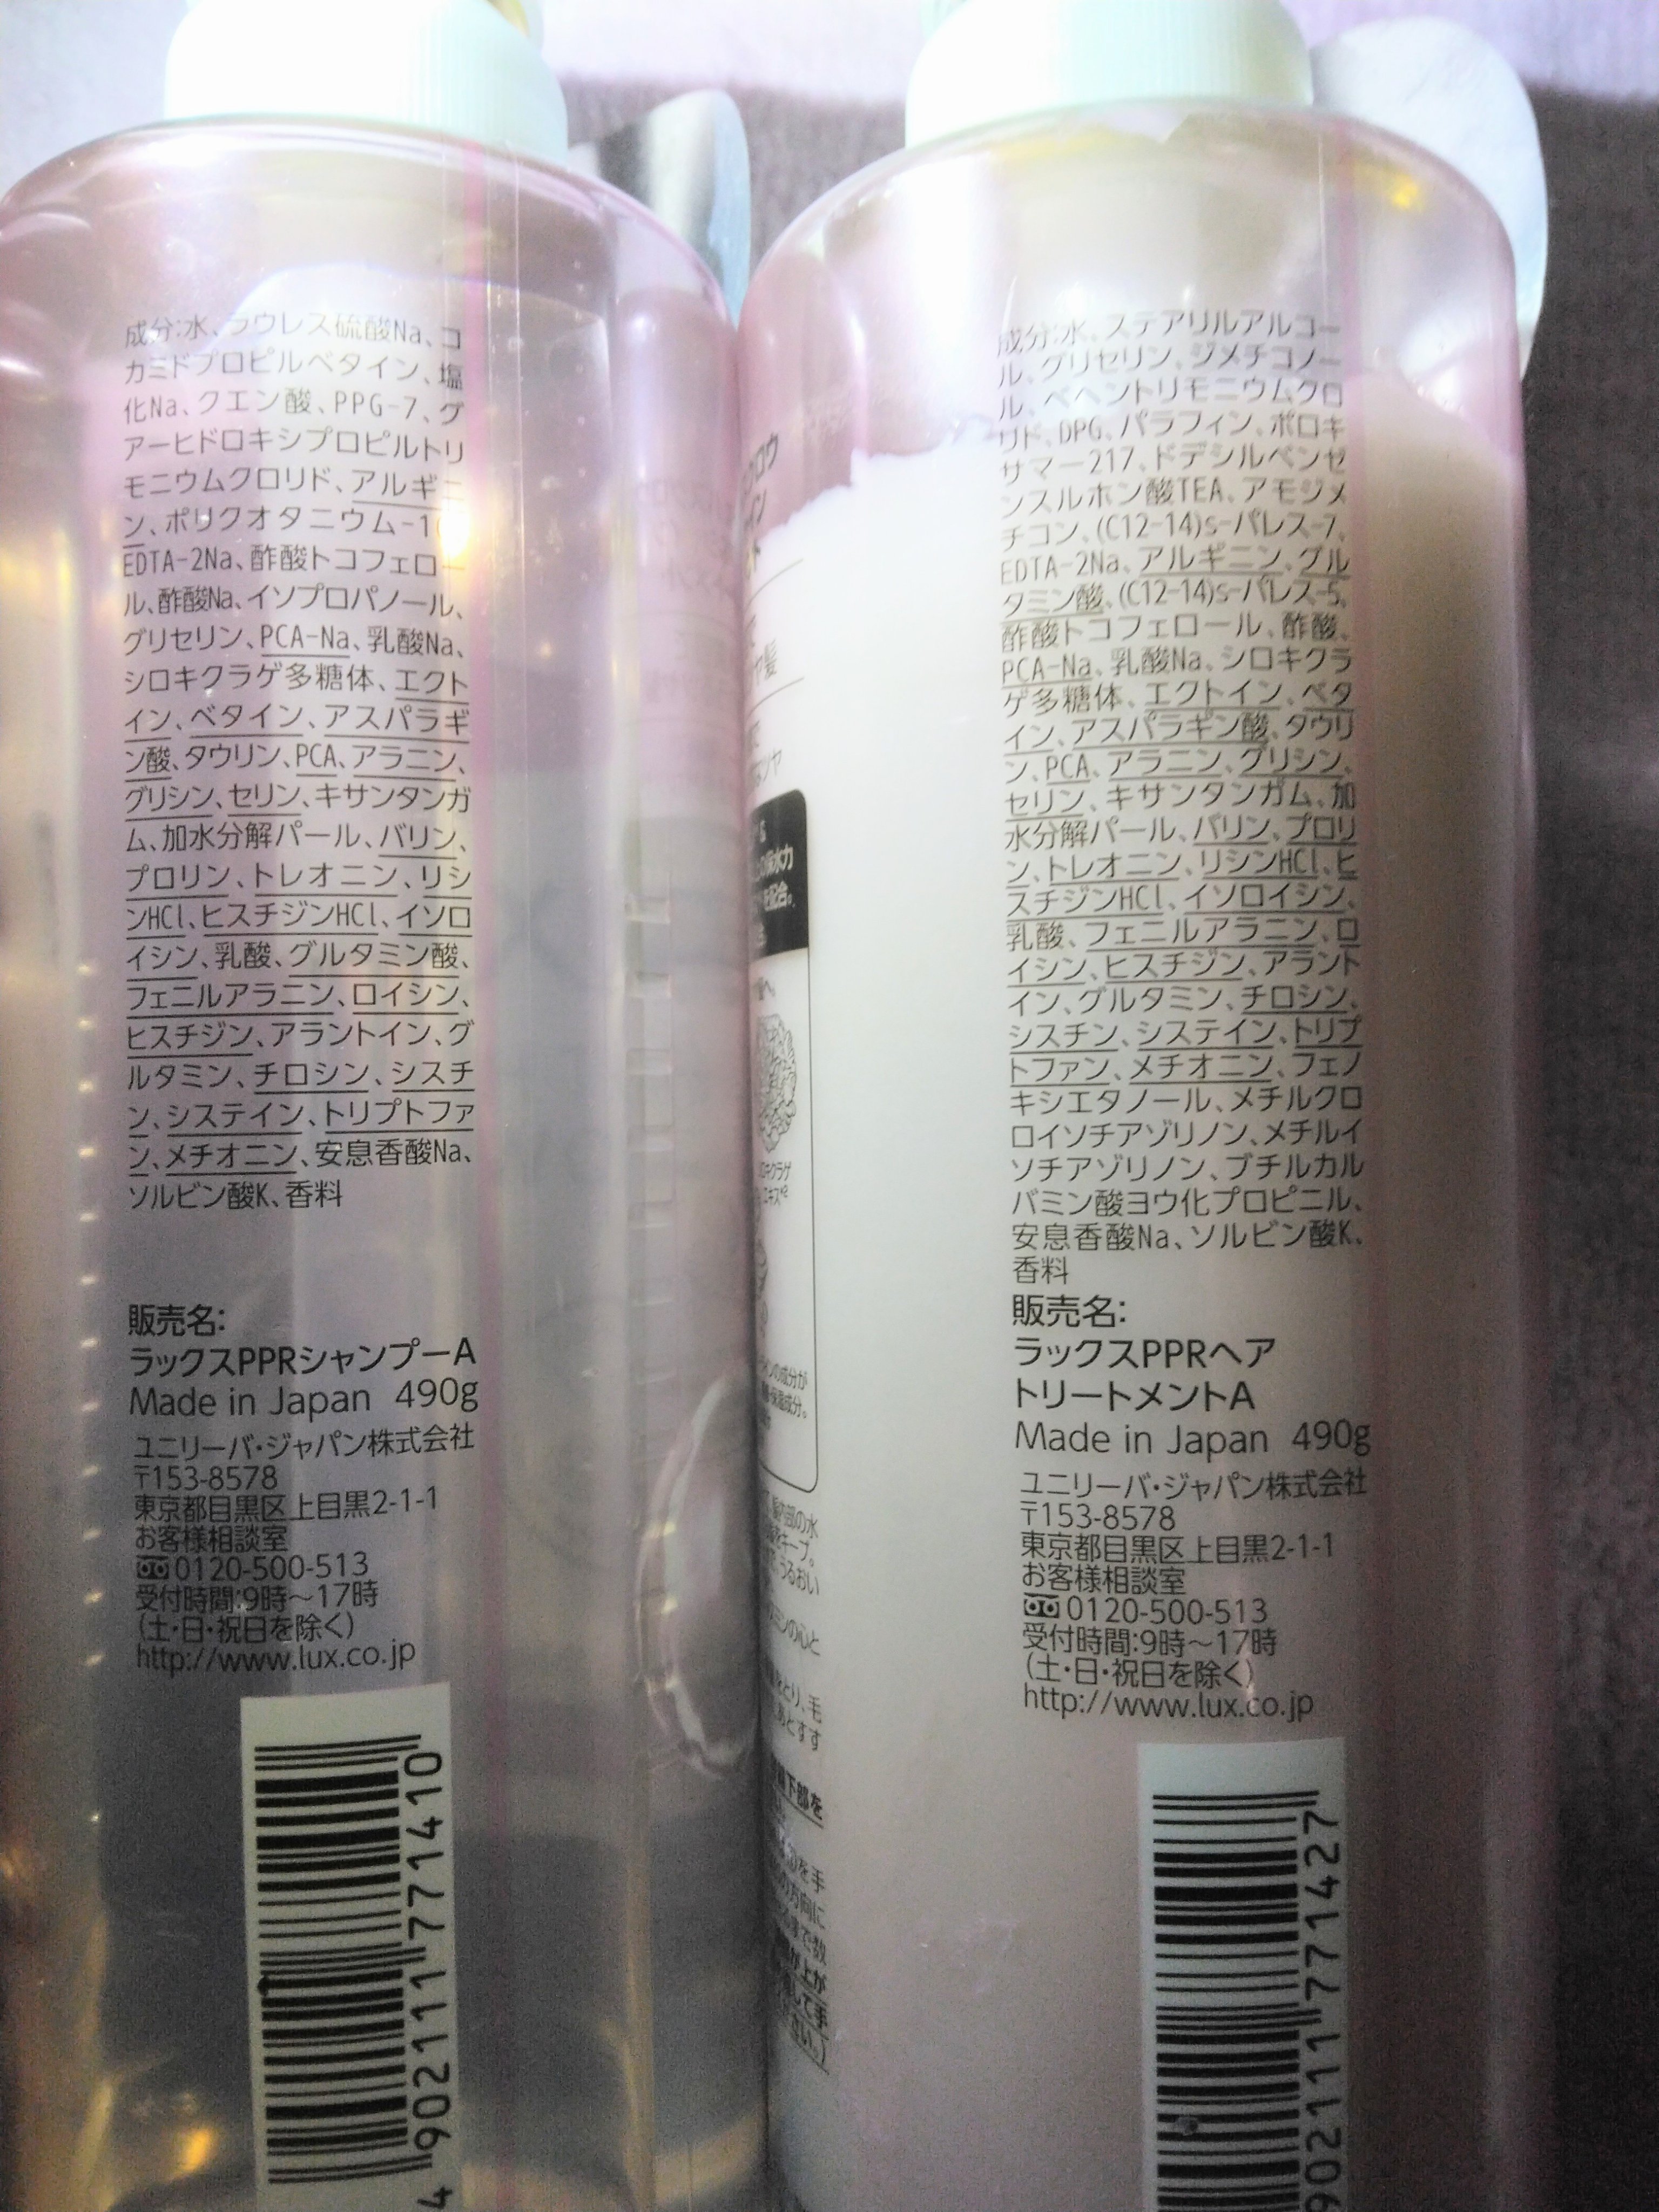 成分:水、ラウレス硫酸Na、コ
カミドプロピルベタイン、塩
化Na、クエン酸、PPG-7、グ
アーヒドロキシプロピルトリ
モニウムクロリド、アルギニ
ン、ポリクオタニウム-1
EDTA-2Na、酢酸トコフェロー
ル、酢酸Na、イソプロパノール、
グリセリン、PCA-Na、乳酸Na、
シロキクラゲ多糖体、エクト
イン、ベタイン、アスパラギ
ン酸、タウリン、PCA、アラニン、
グリシン、セリン、キサンタンガ
ム、加水分解パール、バリン、
プロリン、トレオニン、リシ
ンHCl、ヒスチジンHCl、イソロ
イシン、乳酸、グルタミン酸、
フェニルアラニン、ロイシン、
ヒスチジン、アラントイン、グ
ルタミン、チロシン、シスチ
ン、システイン、トリプトファ
ン、メチオニン、安息香酸Na、
ソルビン酸K、香料
販売名:
ラックスPPRシャンプーA
Made in Japan 490g
ユニリーバ・ジャパン株式会社
〒153-8578
東京都目黒区上目黒2-1-1
お客様相談室
0120-500-513
受付時間:9時〜17時
(土・日・祝日を除く)
http://www.lux.co.jp
4 902111 771410
成分:水、ステアリルアルコー
ル、グリセリン、ジメチコノー
ル、ベヘントリモニウムクロ
リド、DPG、パラフィン、ポロキ
サマー217、ドデシルベンゼ
ンスルホン酸TEA、アモジメ
チコン、(C12-14)s-パレス-7、
EDTA-2Na、アルギニン、グル
タミン酸、(C12-14)s-パレス-5、
酢酸トコフェロール、酢酸、
PCA-Na、乳酸Na、シロキクラ
ゲ多糖体、エクトイン、ベタ
イン、アスパラギン酸、タウリ
ン、PCA、アラニン、グリシン、
セリン、キサンタンガム、加
水分解パール、バリン、プロリ
ン、トレオニン、リシンHCl、ヒ
スチジンHCl、イソロイシン、
乳酸、フェニルアラニン、ロ
イシン、ヒスチジン、アラント
イン、グルタミン、チロシン、
シスチン、システイン、トリプ
トファン、メチオニン、フェノ
キシエタノール、メチルクロ
ロイソチアゾリノン、メチルイ
ソチアゾリノン、ブチルカル
バミン酸ヨウ化プロピニル、
安息香酸Na、ソルビン酸K、
香料
販売名:
ラックスPPRヘア
トリートメントA
Made in Japan 490g
ユニリーバ・ジャパン株式会社
〒153-8578
東京都目黒区上目黒2-1-1
お客様相談室
0120-500-513
受付時間:9時〜17時
(土・日・祝日を除く)
http://www.lux.co.jp
902111 771427